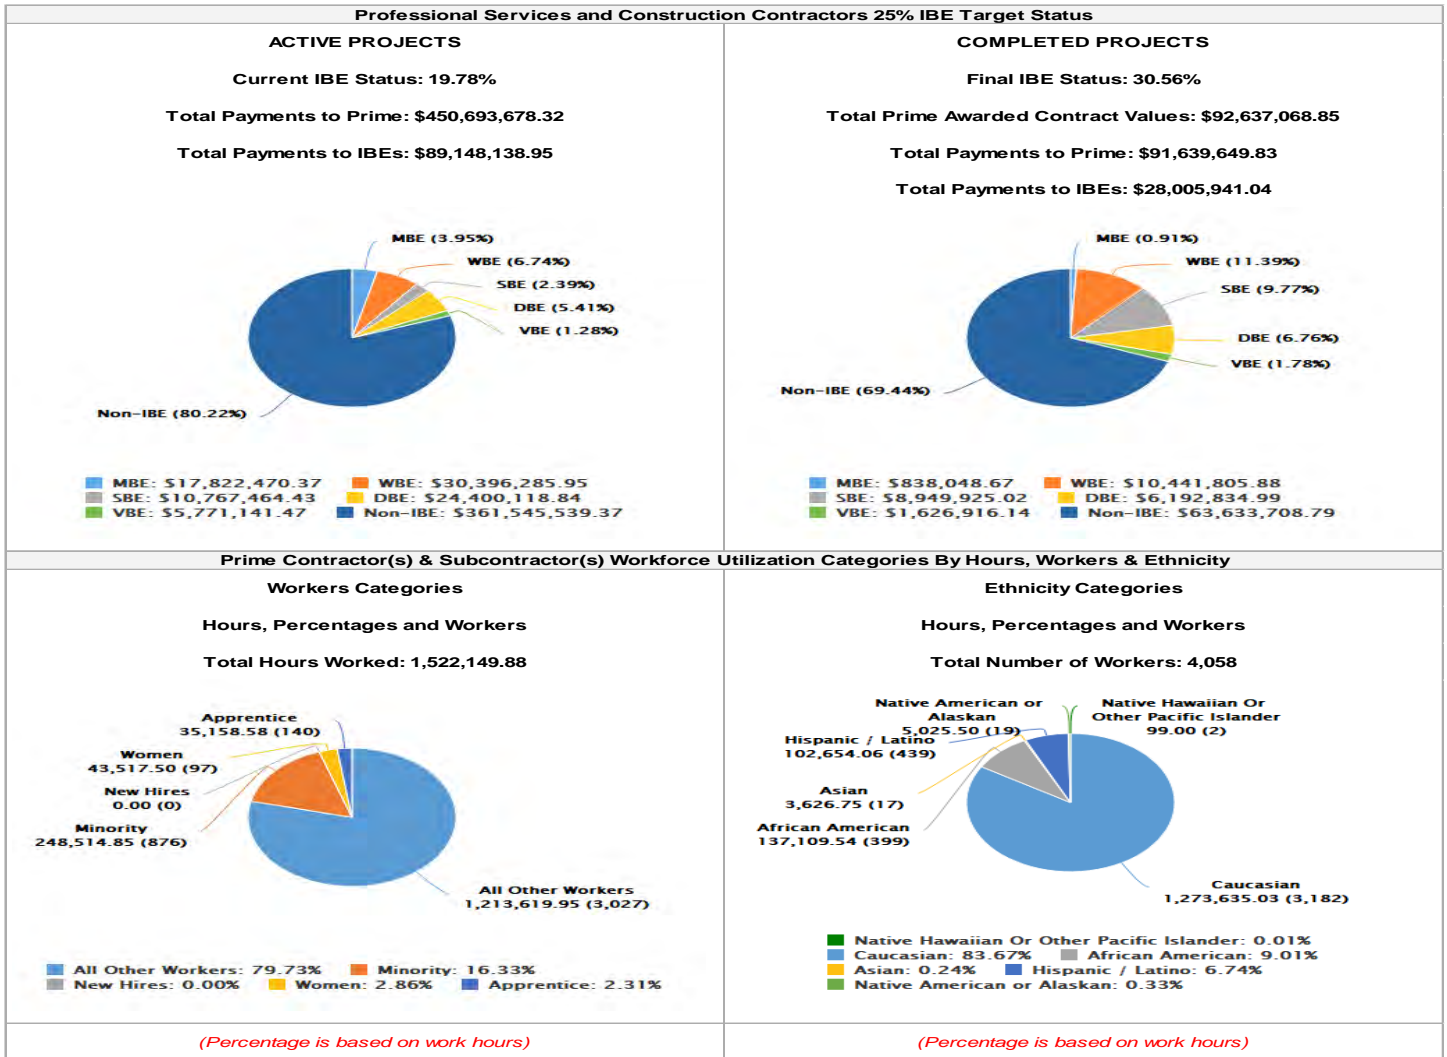 Professional Services and Construction Contractors 25% IBE Target Status
ACTIVE PROJECTS
Current IBE Status: 19.78%
Total Payments to Prime: $450,693,678.32
Total Payments to IBEs: $89,148,138.95
MBE (3.95%)
WBE (6.74%)
SBE (2.39%)
DBE (5.41%)
VBE (1.28%)
Non-IBE (80.22%)
MBE: $17,822,470.37 WBE: $30,396,285.95
SBE: $10,767,464.43 DBE: $24,400,118.84
VBE: $5,771,141.47 Non-IBE: $361,545,539.37
COMPLETED PROJECTS
Final IBE Status: 30.56%
Total Prime Awarded Contract Values: $92,637,068.85
Total Payments to Prime: $91,639,649.83
Total Payments to IBEs: $28,005,941.04
MBE (0.91%)
WBE (11.39%)
SBE (9.77%)
DBE (6.76%)
VBE (1.78%)
Non-IBE (69.44%)
MBE: $838,048.67 WBE: $10,441,805.88
SBE: $8,949,925.02 DBE: $6,192,834.99
VBE: $1,626,916.14 Non-IBE: $63,633,708.79
Prime Contractor(s) & Subcontractor(s) Workforce Utilization Categories By Hours, Workers & Ethnicity
Workers Categories
Hours, Percentages and Workers
Total Hours Worked: 1,522,149.88
Apprentice
35,158.58 (140)
Women
43,517.50 (97)
New Hires
0.00 (0)
Minority
248,514.85 (876)
All Other Workers
1,213,619.95 (3,027)
All Other Workers: 79.73% Minority: 16.33%
New Hires: 0.00% Women: 2.86% Apprentice: 2.31%
(Percentage is based on work hours)
Ethnicity Categories
Hours, Percentages and Workers
Total Number of Workers: 4,058
Native American or
Alaskan
5,025.50 (19)
Native Hawaiian Or
Other Pacific Islander
99.00 (2)
Hispanic / Latino
102,654.06 (439)
Asian
3,626.75 (17)
African American
137,109.54 (399)
Caucasian
1,273,635.03 (3,182)
Native Hawaiian Or Other Pacific Islander: 0.01%
Caucasian: 83.67% African American: 9.01%
Asian: 0.24% Hispanic / Latino: 6.74%
Native American or Alaskan: 0.33%
(Percentage is based on work hours)